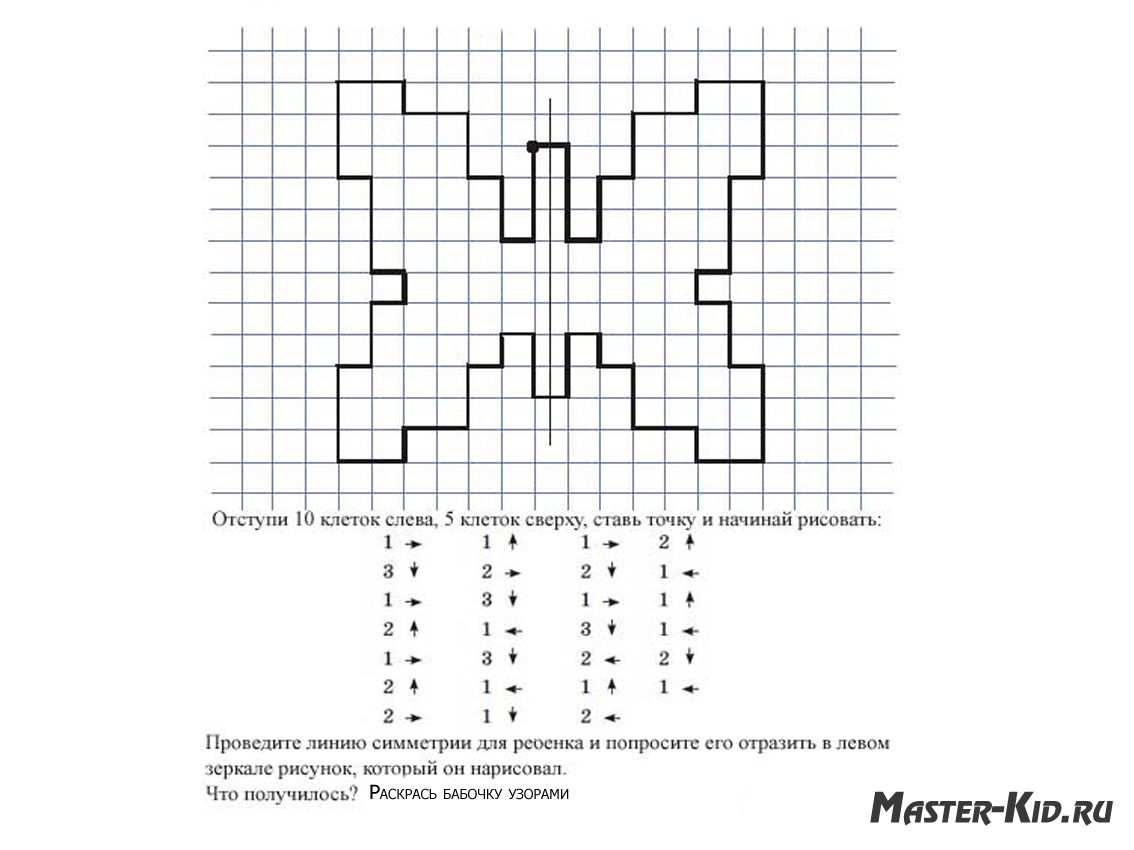 Отступи 10 клеток слева, 5 клеток сверху, ставь точку и начинай рисовать:
1 → 1 ↑ 1 → 2 ↑
3 ↓ 2 → 2 ↓ 1 ←
1 → 3 ↓ 1 → 1 ↑
2 ↑ 1 ← 3 ↓ 1 ←
1 → 3 ↓ 2 ← 2 ↓
2 ↑ 1 ← 1 ↑ 1 ←
2 → 1 ↓ 2 ←
Проведите линию симметрии для ребенка и попросите его отразить в левом
зеркале рисунок, который он нарисовал.
Что получилось? Раскрась бабочку узорами
Master-Kid.ru